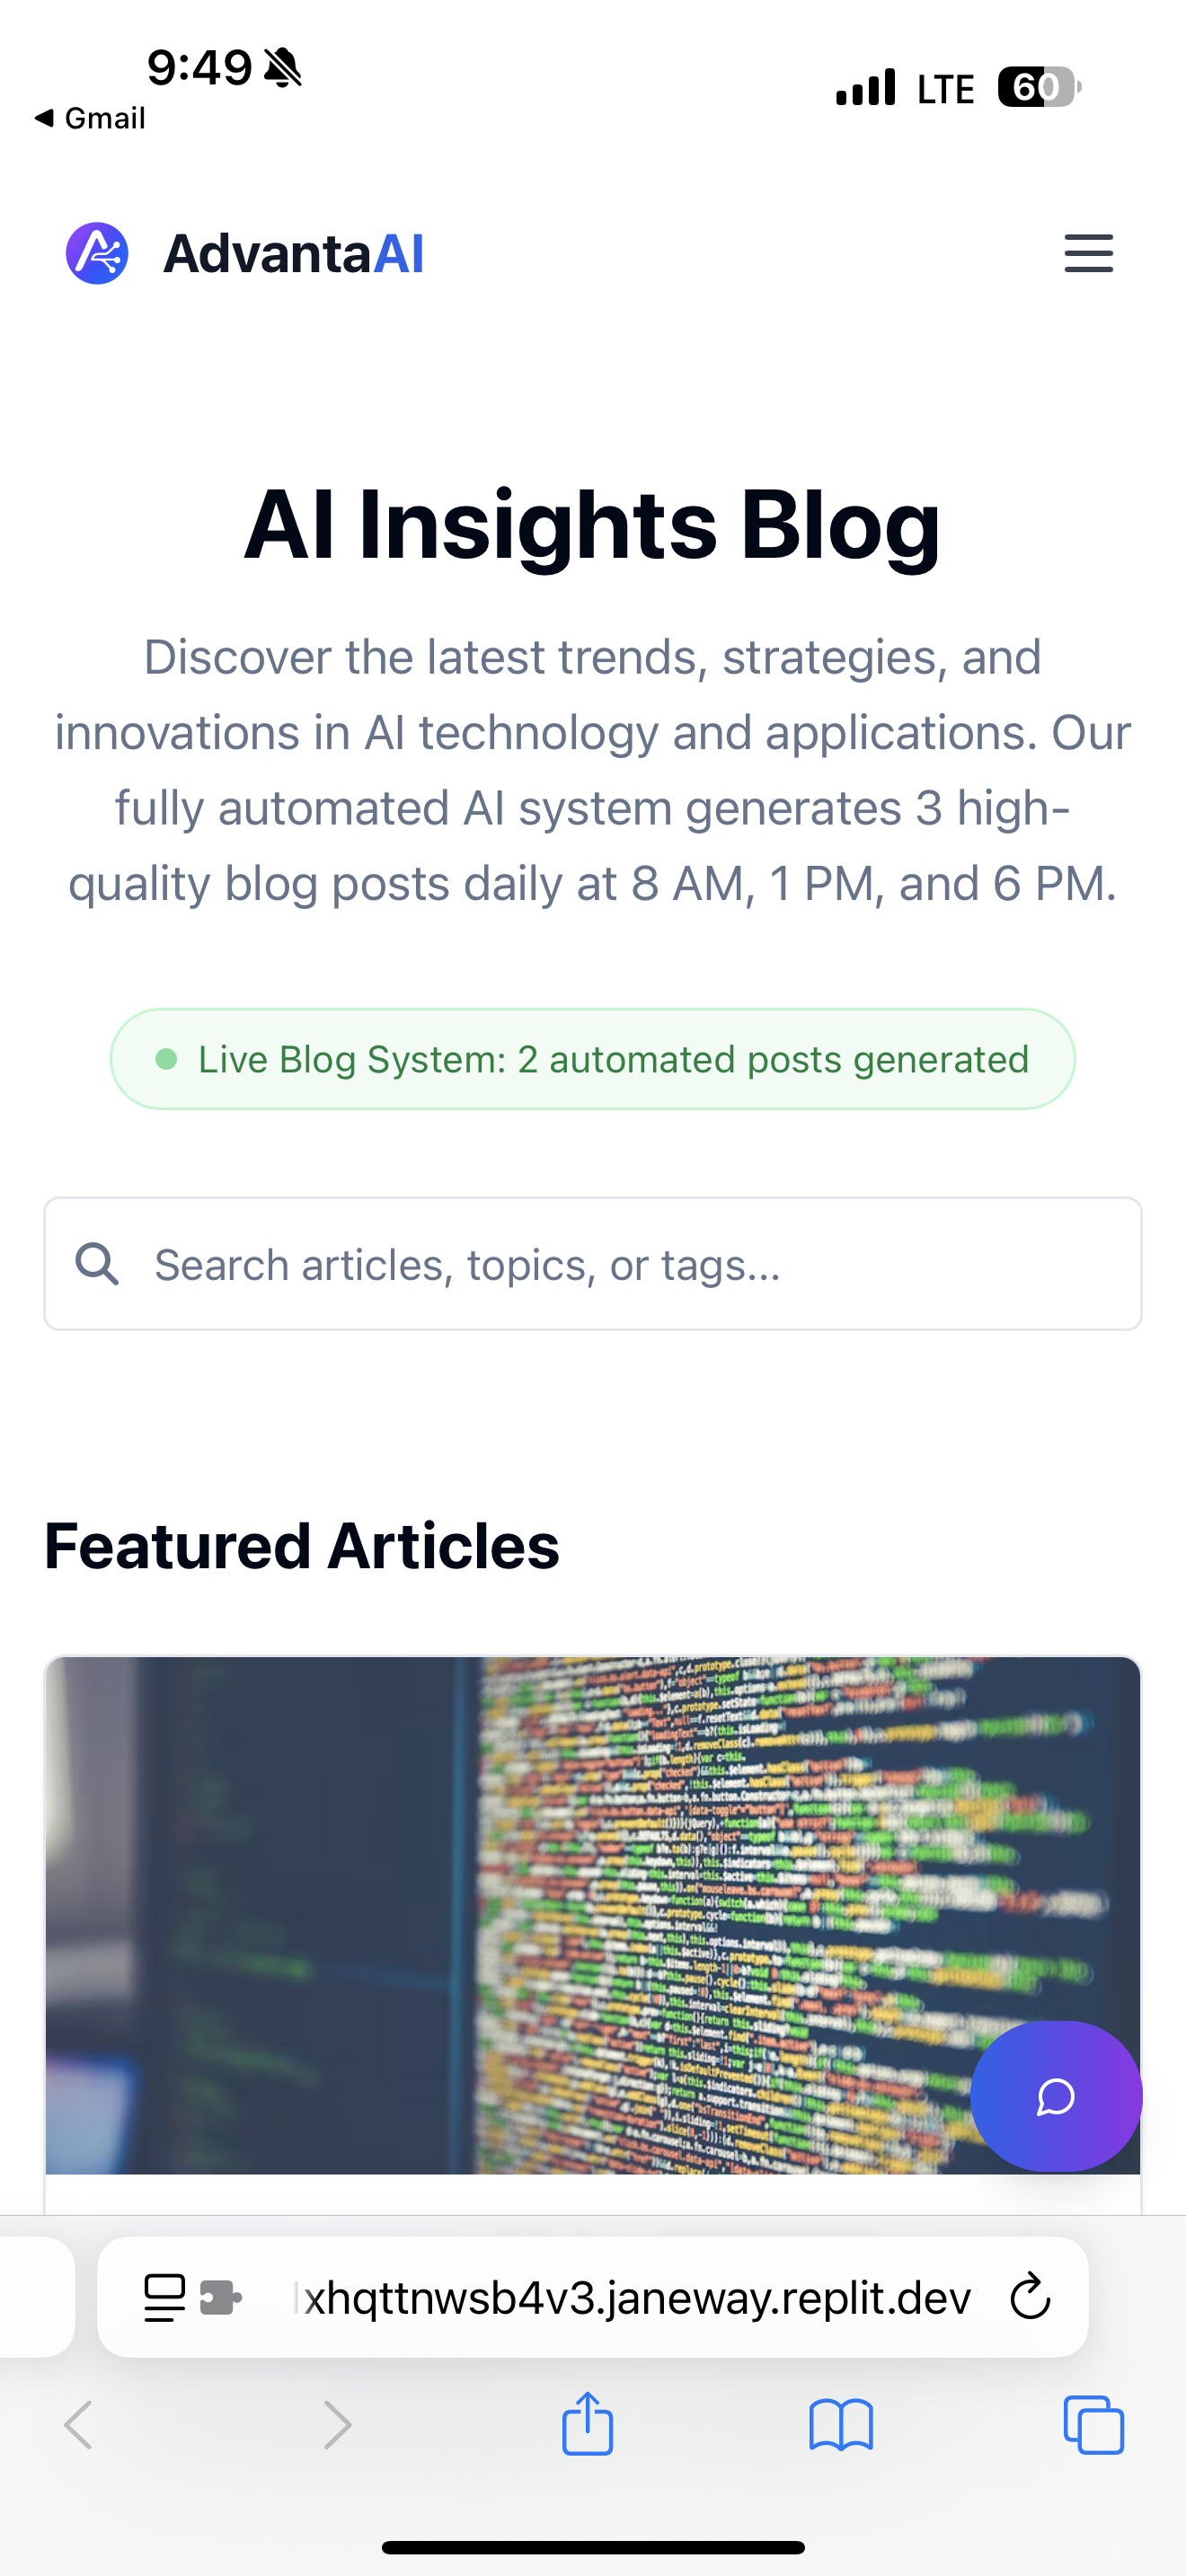 9:49
LTE
60
◀ Gmail
AdvantaAI
AI Insights Blog
Discover the latest trends, strategies, and
innovations in AI technology and applications. Our
fully automated AI system generates 3 high-
quality blog posts daily at 8 AM, 1 PM, and 6 PM.
Live Blog System: 2 automated posts generated
Search articles, topics, or tags...
Featured Articles
xhqttnwsb4v3.janeway.replit.dev